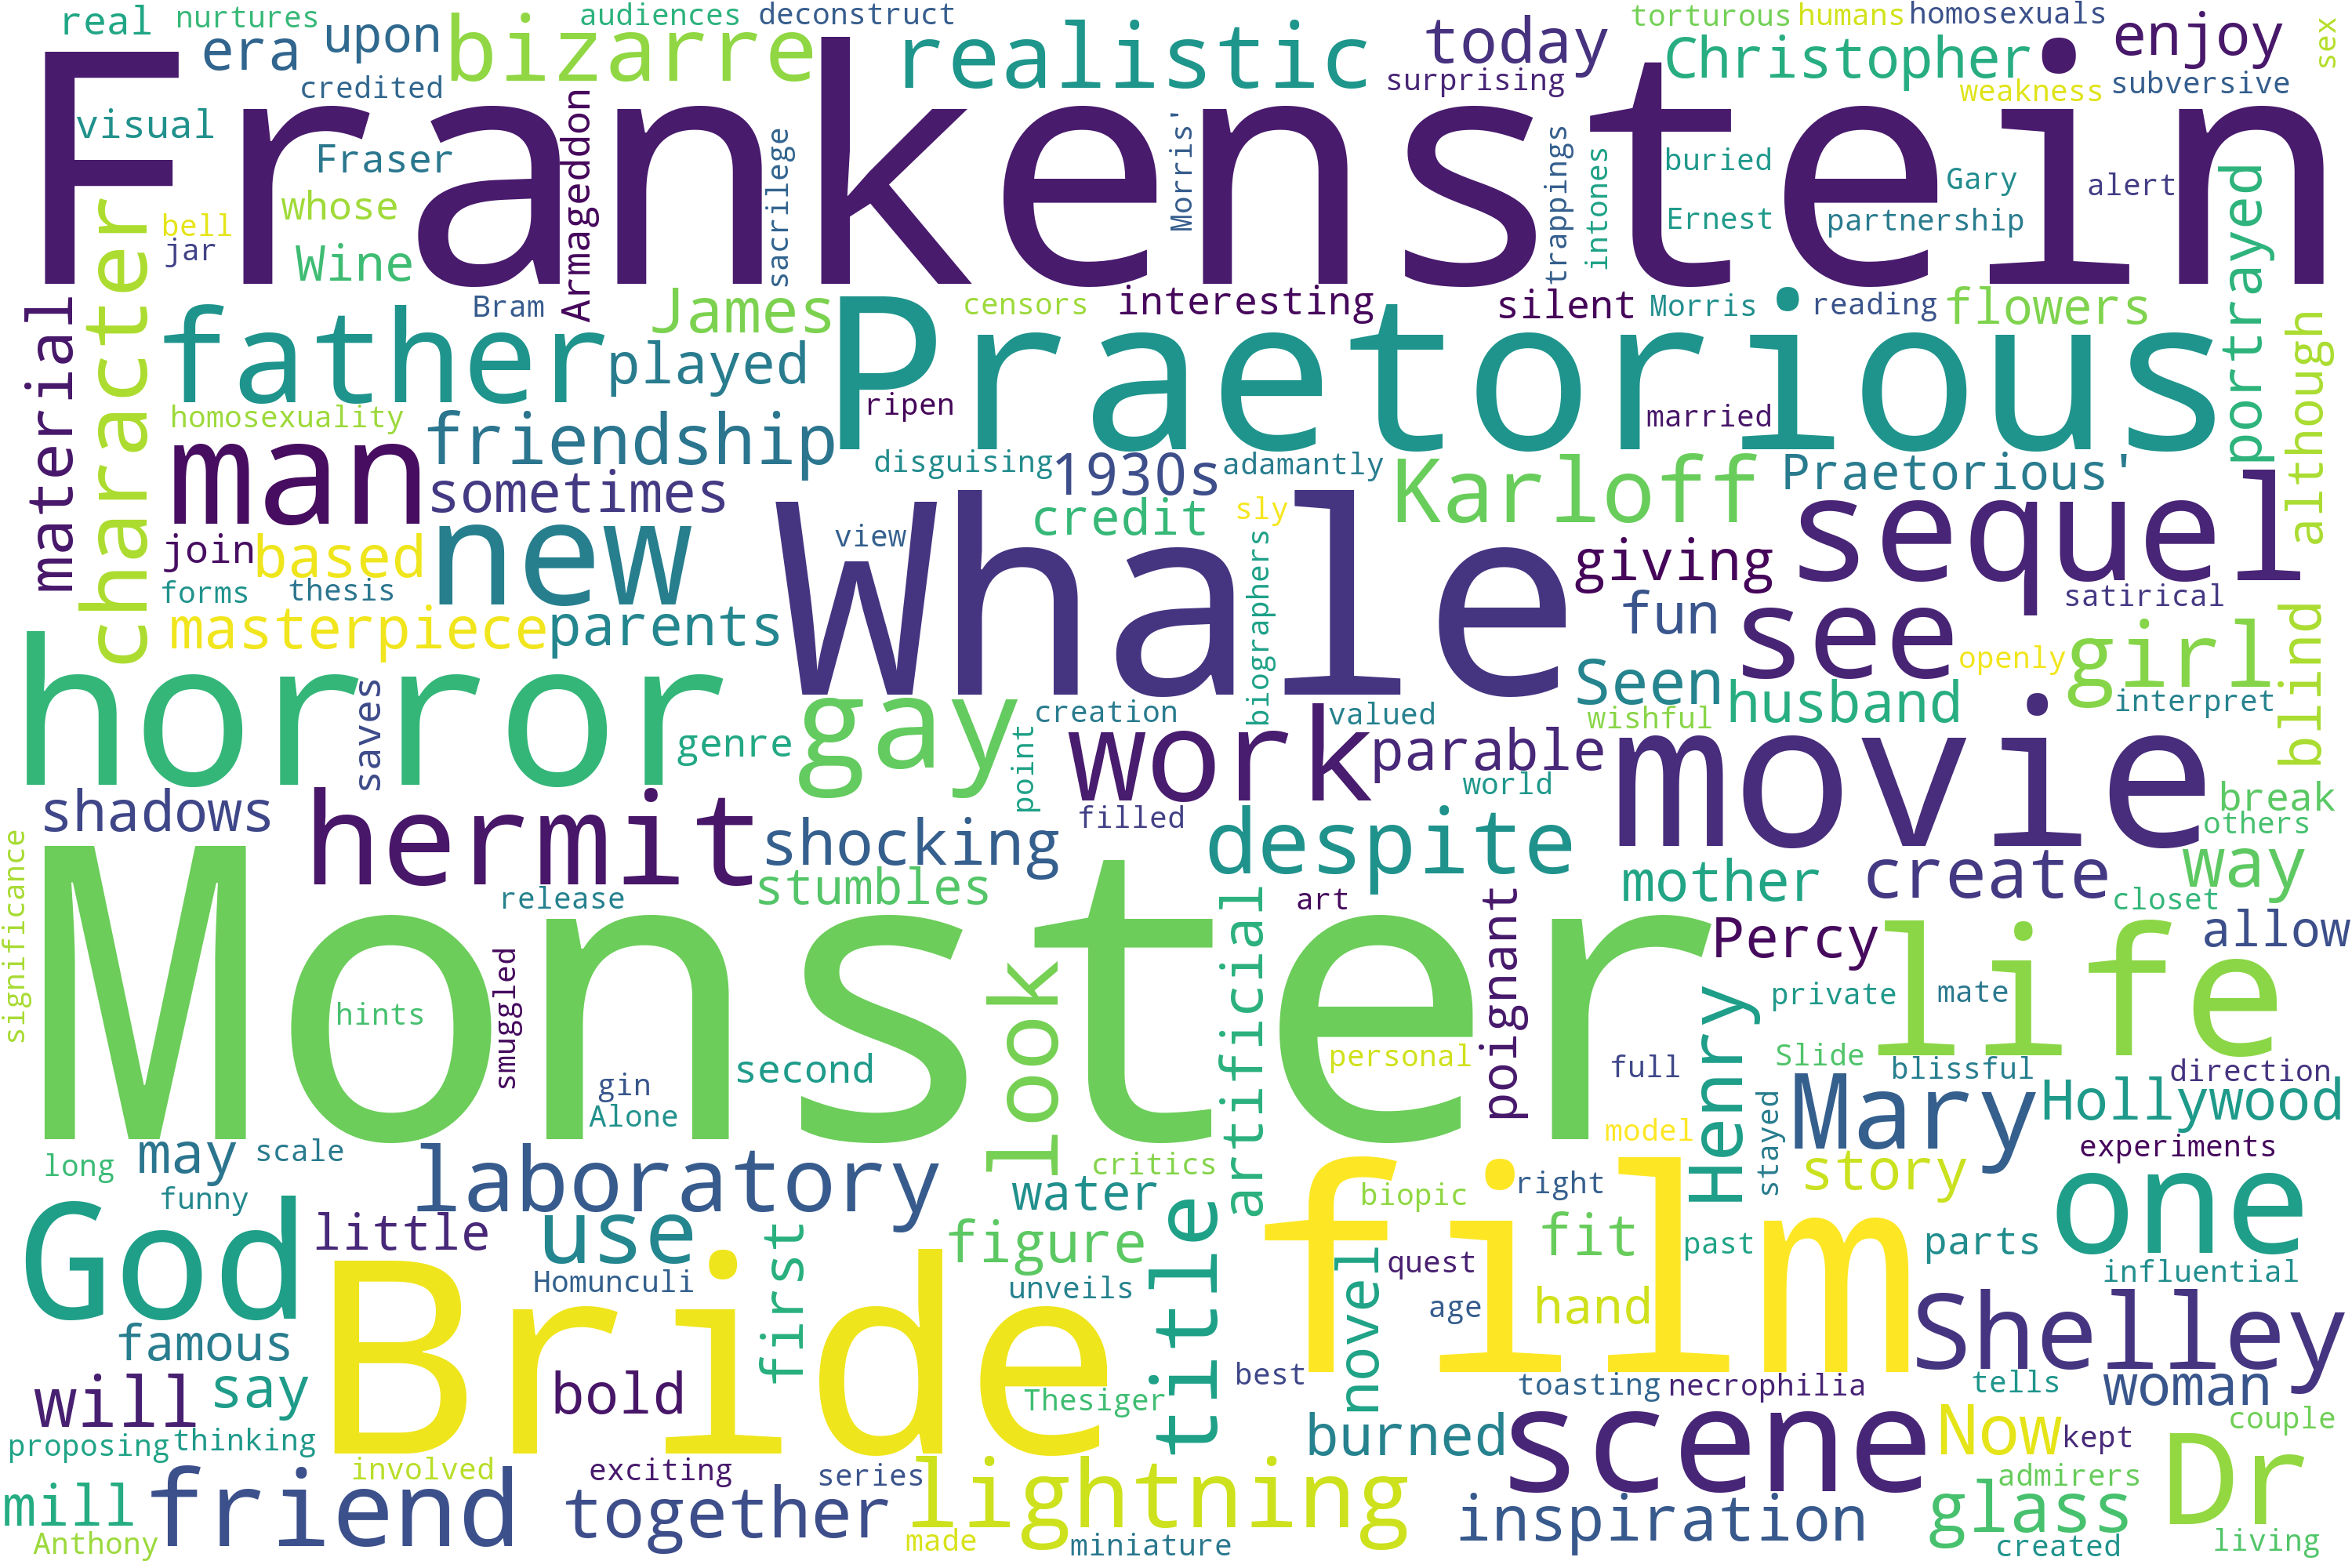 real
nurtures
audiences
deconstruct
torturous
humans
homosexuals
era
upon
bizarre
realistic
today
Christopher
enjoy
sex
credited
surprising
weakness
subversive
Frankenstein
visual
Fraser
Armageddon
sacrilege
Morris'
trappings
intones
buried
Gary
alert
whose
bell
jar
Wine
Ernest
partnership
character
portrayed
material
father
Bram
James
censors
interesting
silent
Morris
reading
flowers
although
played
Praetorious
ripen
married
homosexuality
man
friendship
disguising
1930s
adamantly
Karloff
Praetorious'
sequel
sometimes
credit
sly
join
based
new
view
Whale
biographers
giving
forms
thesis
satirical
masterpiece
parents
fun
see
openly
girl
blind
horror
saves
gay
genre
creation
valued
Seen
wishful
husband
interpret
point
work
parable
movie
shadows
hermit
shocking
filled
world
despite
break
others
stumbles
mother
create
way
significance
release
art
closet
Monster
look
artificial
poignant
Percy
life
allow
smuggled
hints
private
mate
Henry
second
personal
full
Slide
blissful
direction
gin
Alone
model
stayed
Mary
Hollywood
may
scale
long
laboratory
critics
water
biopic
right
story
experiments
funny
God
little
use
first
figure
title
film
fit
past
parts
one
Homunculi
unveils
novel
quest
influential
famous
Bride
age
hand
Shelley
will
say
bold
Thesiger
best
toasting
necrophilia
tells
woman
proposing
thinking
burned
scene
Now
kept
couple
mill
involved
exciting
series
lightning
admirers
Dr
friend
together
inspiration
glass
Anthony
made
miniature
created
living